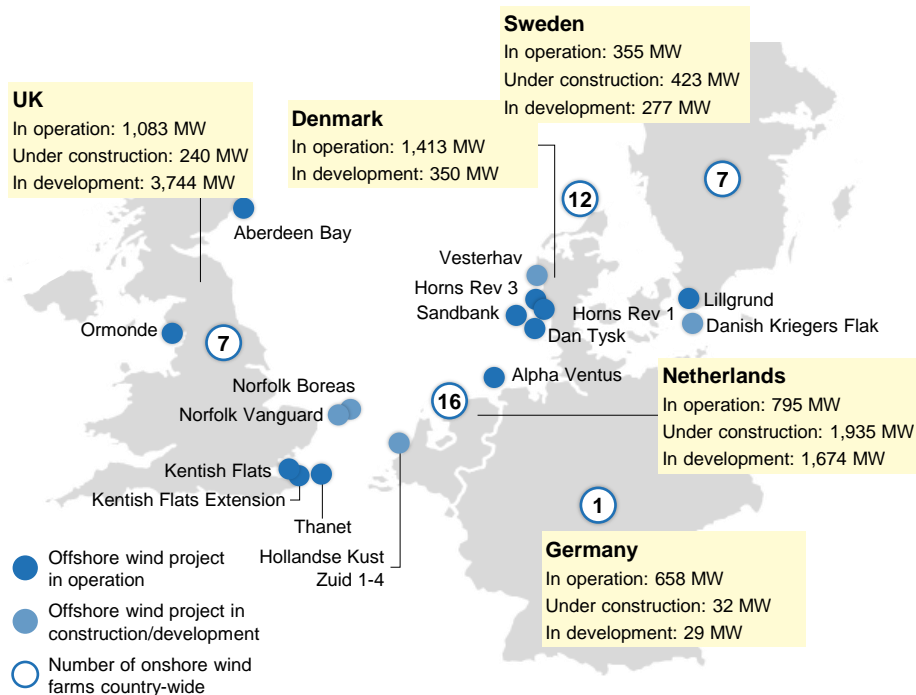 Sweden
In operation: 355 MW
Under construction: 423 MW
In development: 277 MW
UK
In operation: 1,083 MW
Under construction: 240 MW
In development: 3,744 MW
Denmark
In operation: 1,413 MW
In development: 350 MW
7
12
Aberdeen Bay
Vesterhav
Horns Rev 3
Sandbank
Horns Rev 1
Dan Tysk
Lillgrund
Danish Kriegers Flak
Ormonde
7
Alpha Ventus
Norfolk Boreas
Norfolk Vanguard
16
Netherlands
In operation: 795 MW
Under construction: 1,935 MW
In development: 1,674 MW
Kentish Flats
Kentish Flats Extension
Thanet
Hollandse Kust
Zuid 1-4
1
Germany
In operation: 658 MW
Under construction: 32 MW
In development: 29 MW
Offshore wind project
in operation
Offshore wind project in
construction/development
Number of onshore wind
farms country-wide